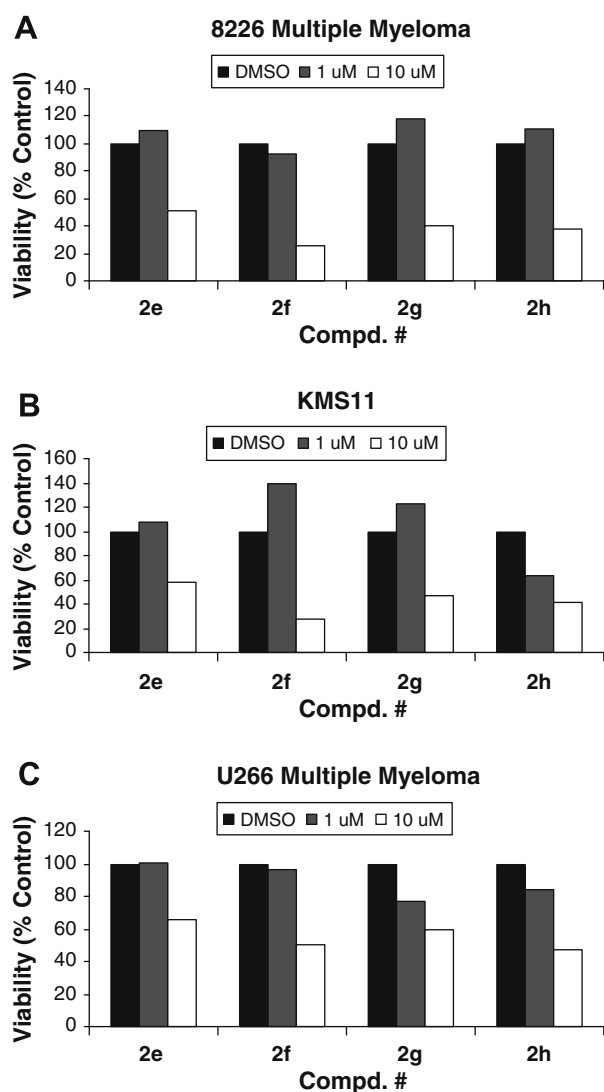 A
8226 Multiple Myeloma
DMSO 1 uM 10 uM
Viability (% Control)
140
120
100
80
60
40
20
0
2e 2f 2g 2h
Compd. #
B
KMS11
DMSO 1 uM 10 uM
Viability (% Control)
160
140
120
100
80
60
40
20
0
2e 2f 2g 2h
Compd. #
C
U266 Multiple Myeloma
DMSO 1 uM 10 uM
Viability (% Control)
120
100
80
60
40
20
0
2e 2f 2g 2h
Compd. #